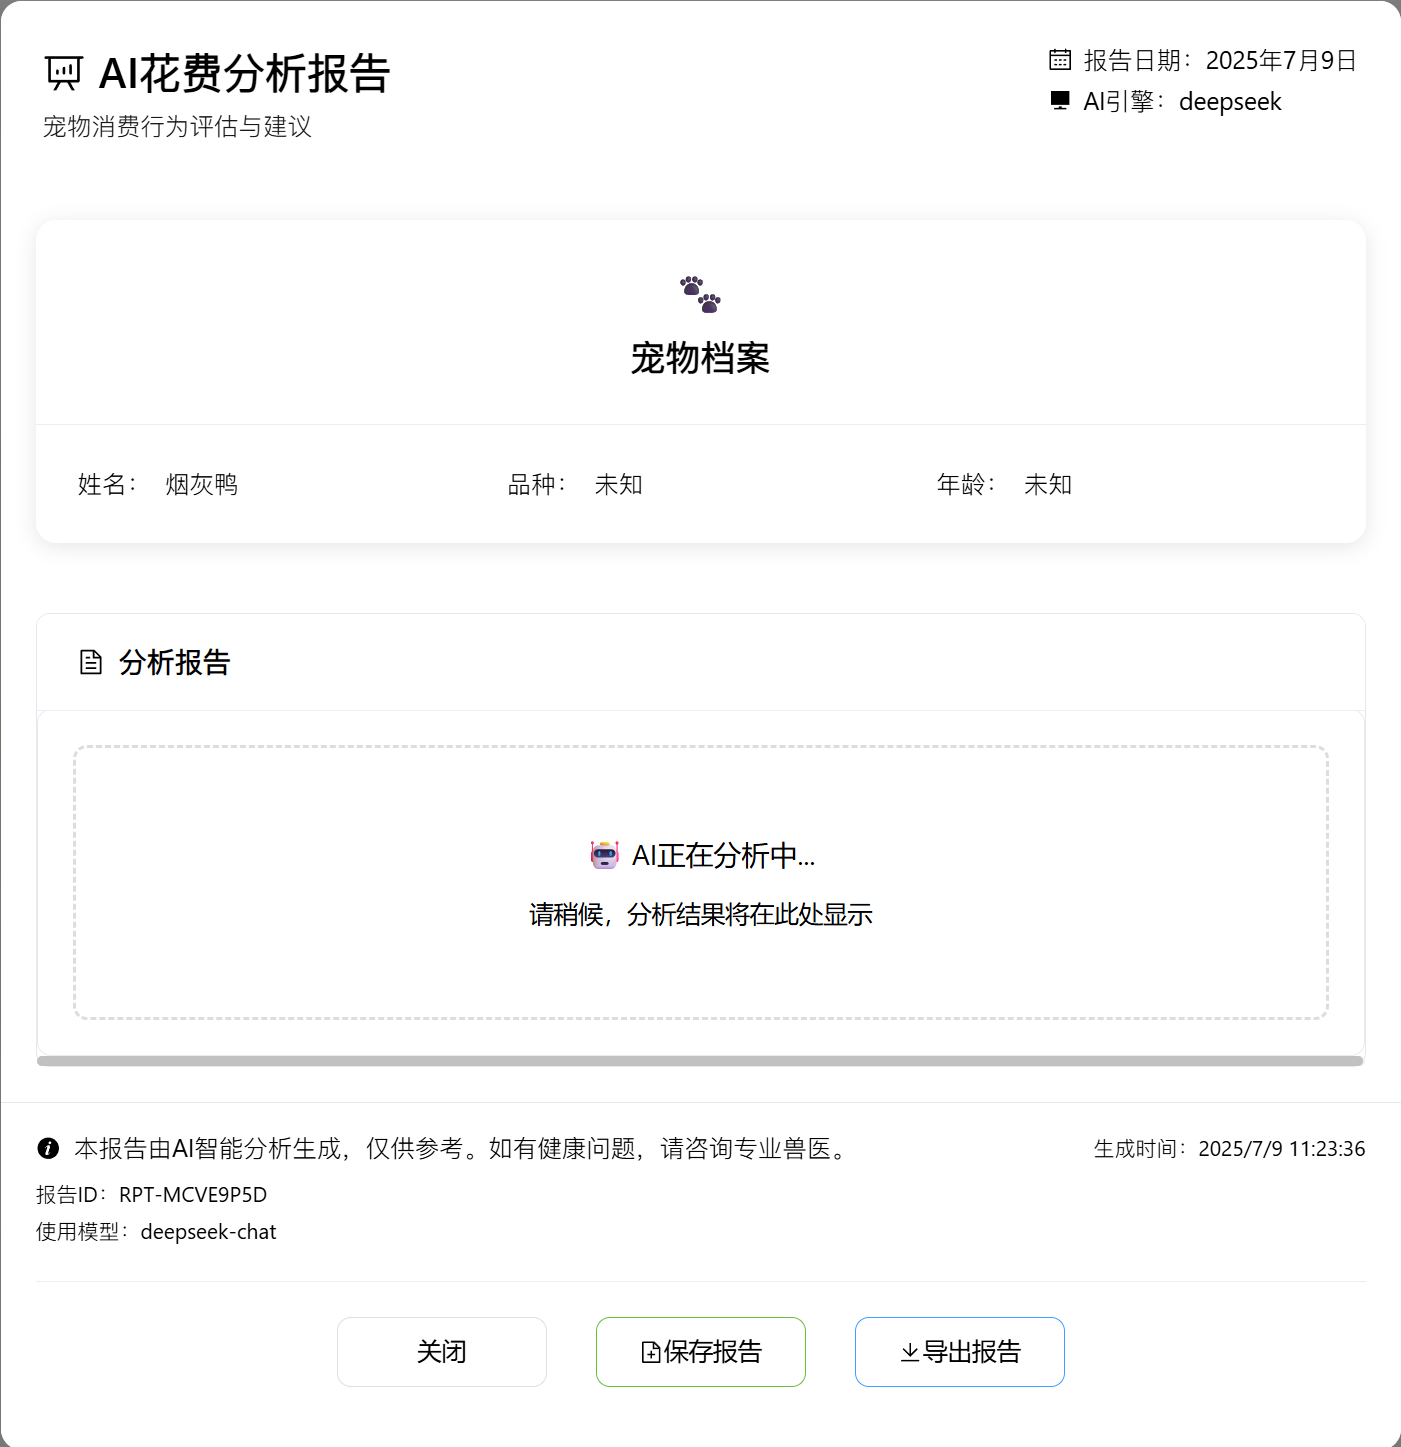 AI花费分析报告
宠物消费行为评估与建议
报告日期：2025年7月9日
AI引擎：deepseek
宠物档案
姓名： 烟灰鸭
品种： 未知
年龄： 未知
分析报告
AI正在分析中...
请稍候，分析结果将在此处显示
本报告由AI智能分析生成，仅供参考。如有健康问题，请咨询专业兽医。
生成时间：2025/7/9 11:23:36
报告ID：RPT-MCVE9P5D
使用模型：deepseek-chat
关闭
保存报告
导出报告